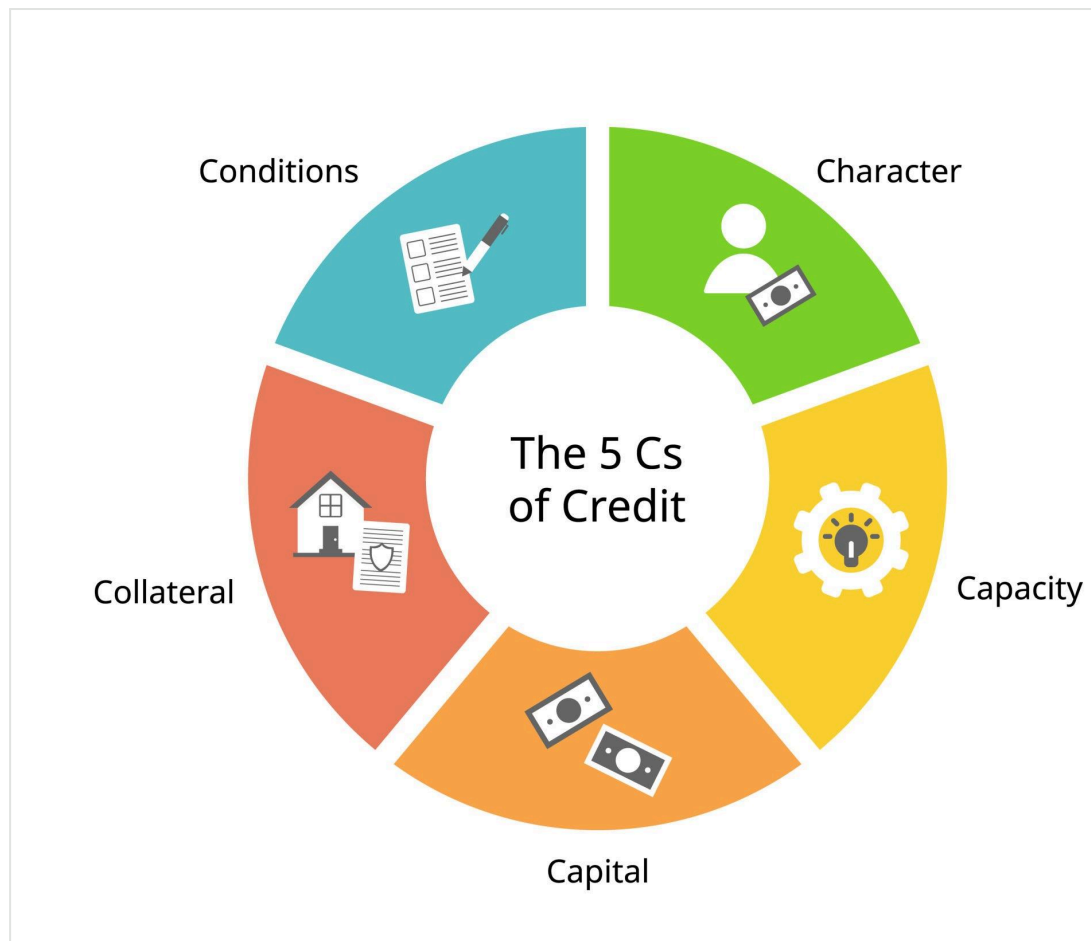 Conditions
Character
The 5 Cs
of Credit
Collateral
Capacity
Capital